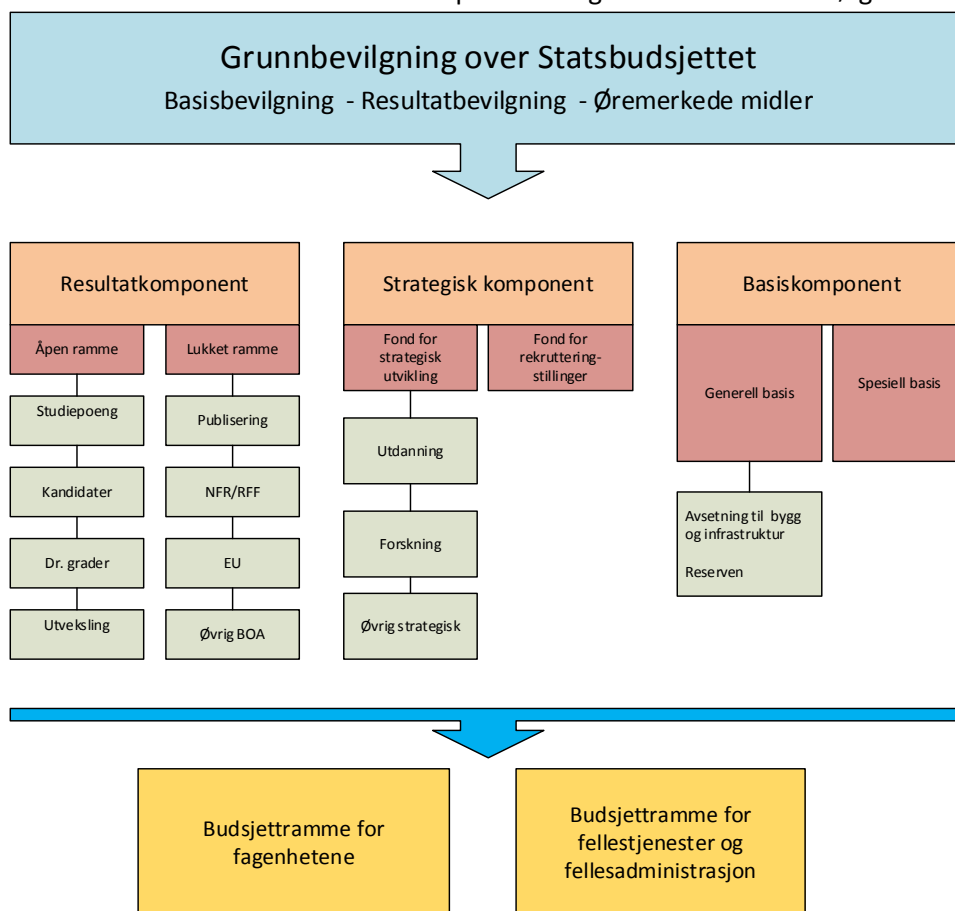 Grunnbevilgning over Statsbudsjettet
Basisbevilgning - Resultatbevilgning - Øremerkede midler
Resultatkomponent
Åpen ramme
Lukket ramme
Studiepoeng
Publisering
Kandidater
NFR/RFF
Dr. grader
EU
Utveksling
Øvrig BOA
Strategisk komponent
Fond for
strategisk
utvikling
Fond for
rekruttering-
stillinger
Utdanning
Forskning
Øvrig strategisk
Basiskomponent
Generell basis
Spesiell basis
Avsetning til bygg
og infrastruktur
Reserven
Budsjettramme for
fagenhetene
Budsjettramme for
fellestjenester og
fellesadministrasjon